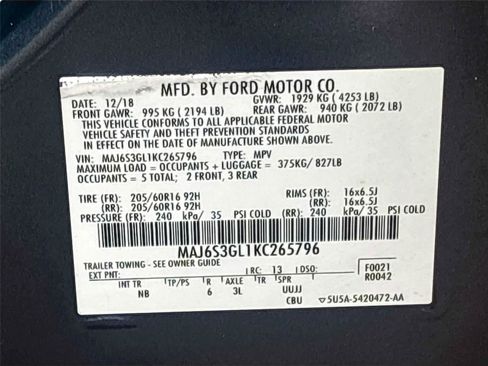 MFD. BY FORD MOTOR CO.
DATE: 12/18 GVWR: 1929 KG ( 4253 LB)
FRONT GAWR: 995 KG ( 2194 LB) REAR GAWR: 940 KG ( 2072 LB)
THIS VEHICLE CONFORMS TO ALL APPLICABLE FEDERAL MOTOR
VEHICLE SAFETY AND THEFT PREVENTION STANDARDS
IN EFFECT ON THE DATE OF MANUFACTURE SHOWN ABOVE.
VIN: MAJ6S3GL1KC265796 TYPE: MPV
MAXIMUM LOAD = OCCUPANTS + LUGGAGE = 375KG/ 827LB
OCCUPANTS = 5 TOTAL; 2 FRONT, 3 REAR
TIRE (FR): 205/60R16 92H RIMS (FR): 16x6.5J
(RR): 205/60R16 92H (RR): 16x6.5J
PRESSURE (FR): 240 kPa/ 35 PSI COLD (RR): 240 kPa/ 35 PSI COLD
MAJ6S3GL1KC265796
TRAILER TOWING – SEE OWNER GUIDE
EXT PNT: RC: 13 DSO: F0021
R0042
INT TR TP/PS R AXLE TR SPR
NB 6 3L UUJJ
CBU 5U5A-5420472-AA